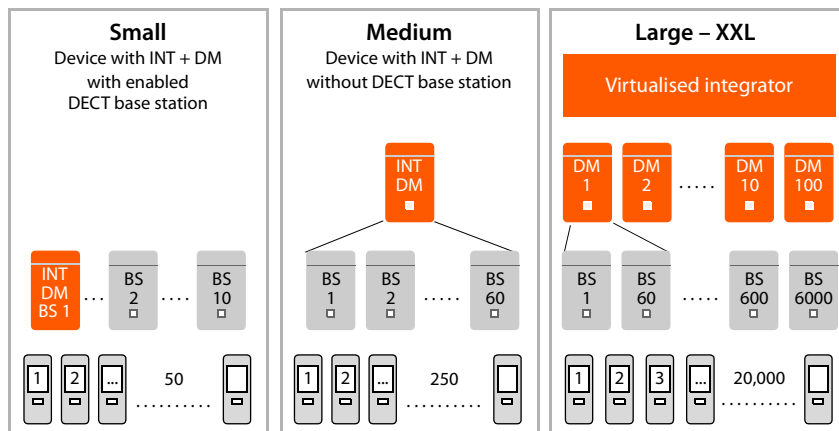 Small
Device with INT + DM
with enabled
DECT base station
INT
DM
BS 1
...
BS
2
....
BS
10
1
2
...
50
..........
Medium
Device with INT + DM
without DECT base station
INT
DM
BS
1
BS
2
.....
BS
60
1
2
...
250
..........
Large – XXL
Virtualised integrator
DM
1
DM
2
.....
DM
10
DM
100
BS
1
BS
60
.....
BS
600
BS
6000
1
2
3
...
20,000
..........